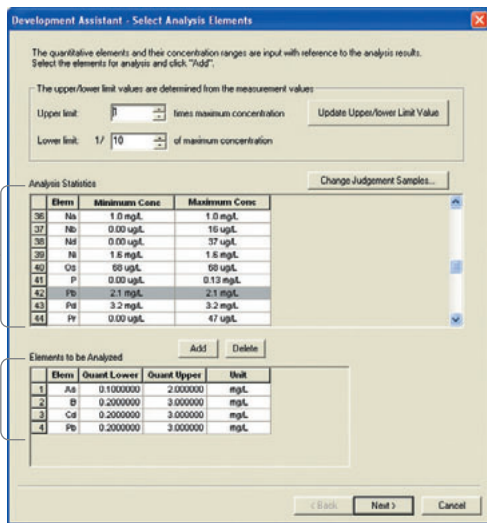 Development Assistant - Select Analysis Elements
The quantitative elements and their concentration ranges are input with reference to the analysis results.
Select the elements for analysis and click "Add".
The upper/lower limit values are determined from the measurement values
Upper limit: times maximum concentration Update Upper/lower Limit Value
Lower limit: 1/ 10 of maximum concentration
Analysis Statistics Change Judgement Samples...
Elem Minimum Conc Maximum Conc
36 Na 1.0 mg/L 1.0 mg/L
37 Nb 0.00 ug/L 16 ug/L
38 Nd 0.00 ug/L 37 ug/L
39 Ni 1.6 mg/L 1.6 mg/L
40 Os 68 ug/L 68 ug/L
41 P 0.00 ug/L 0.13 mg/L
42 Pb 2.1 mg/L 2.1 mg/L
43 Pd 3.2 mg/L 3.2 mg/L
44 Pr 0.00 ug/L 47 ug/L
Add Delete
Elements to be Analyzed
Elem Quant Lower Quant Upper Unit
1 As 0.1000000 2.000000 mg/L
2 B 0.2000000 3.000000 mg/L
3 Cd 0.2000000 3.000000 mg/L
4 Pb 0.2000000 3.000000 mg/L
< Back Next > Cancel